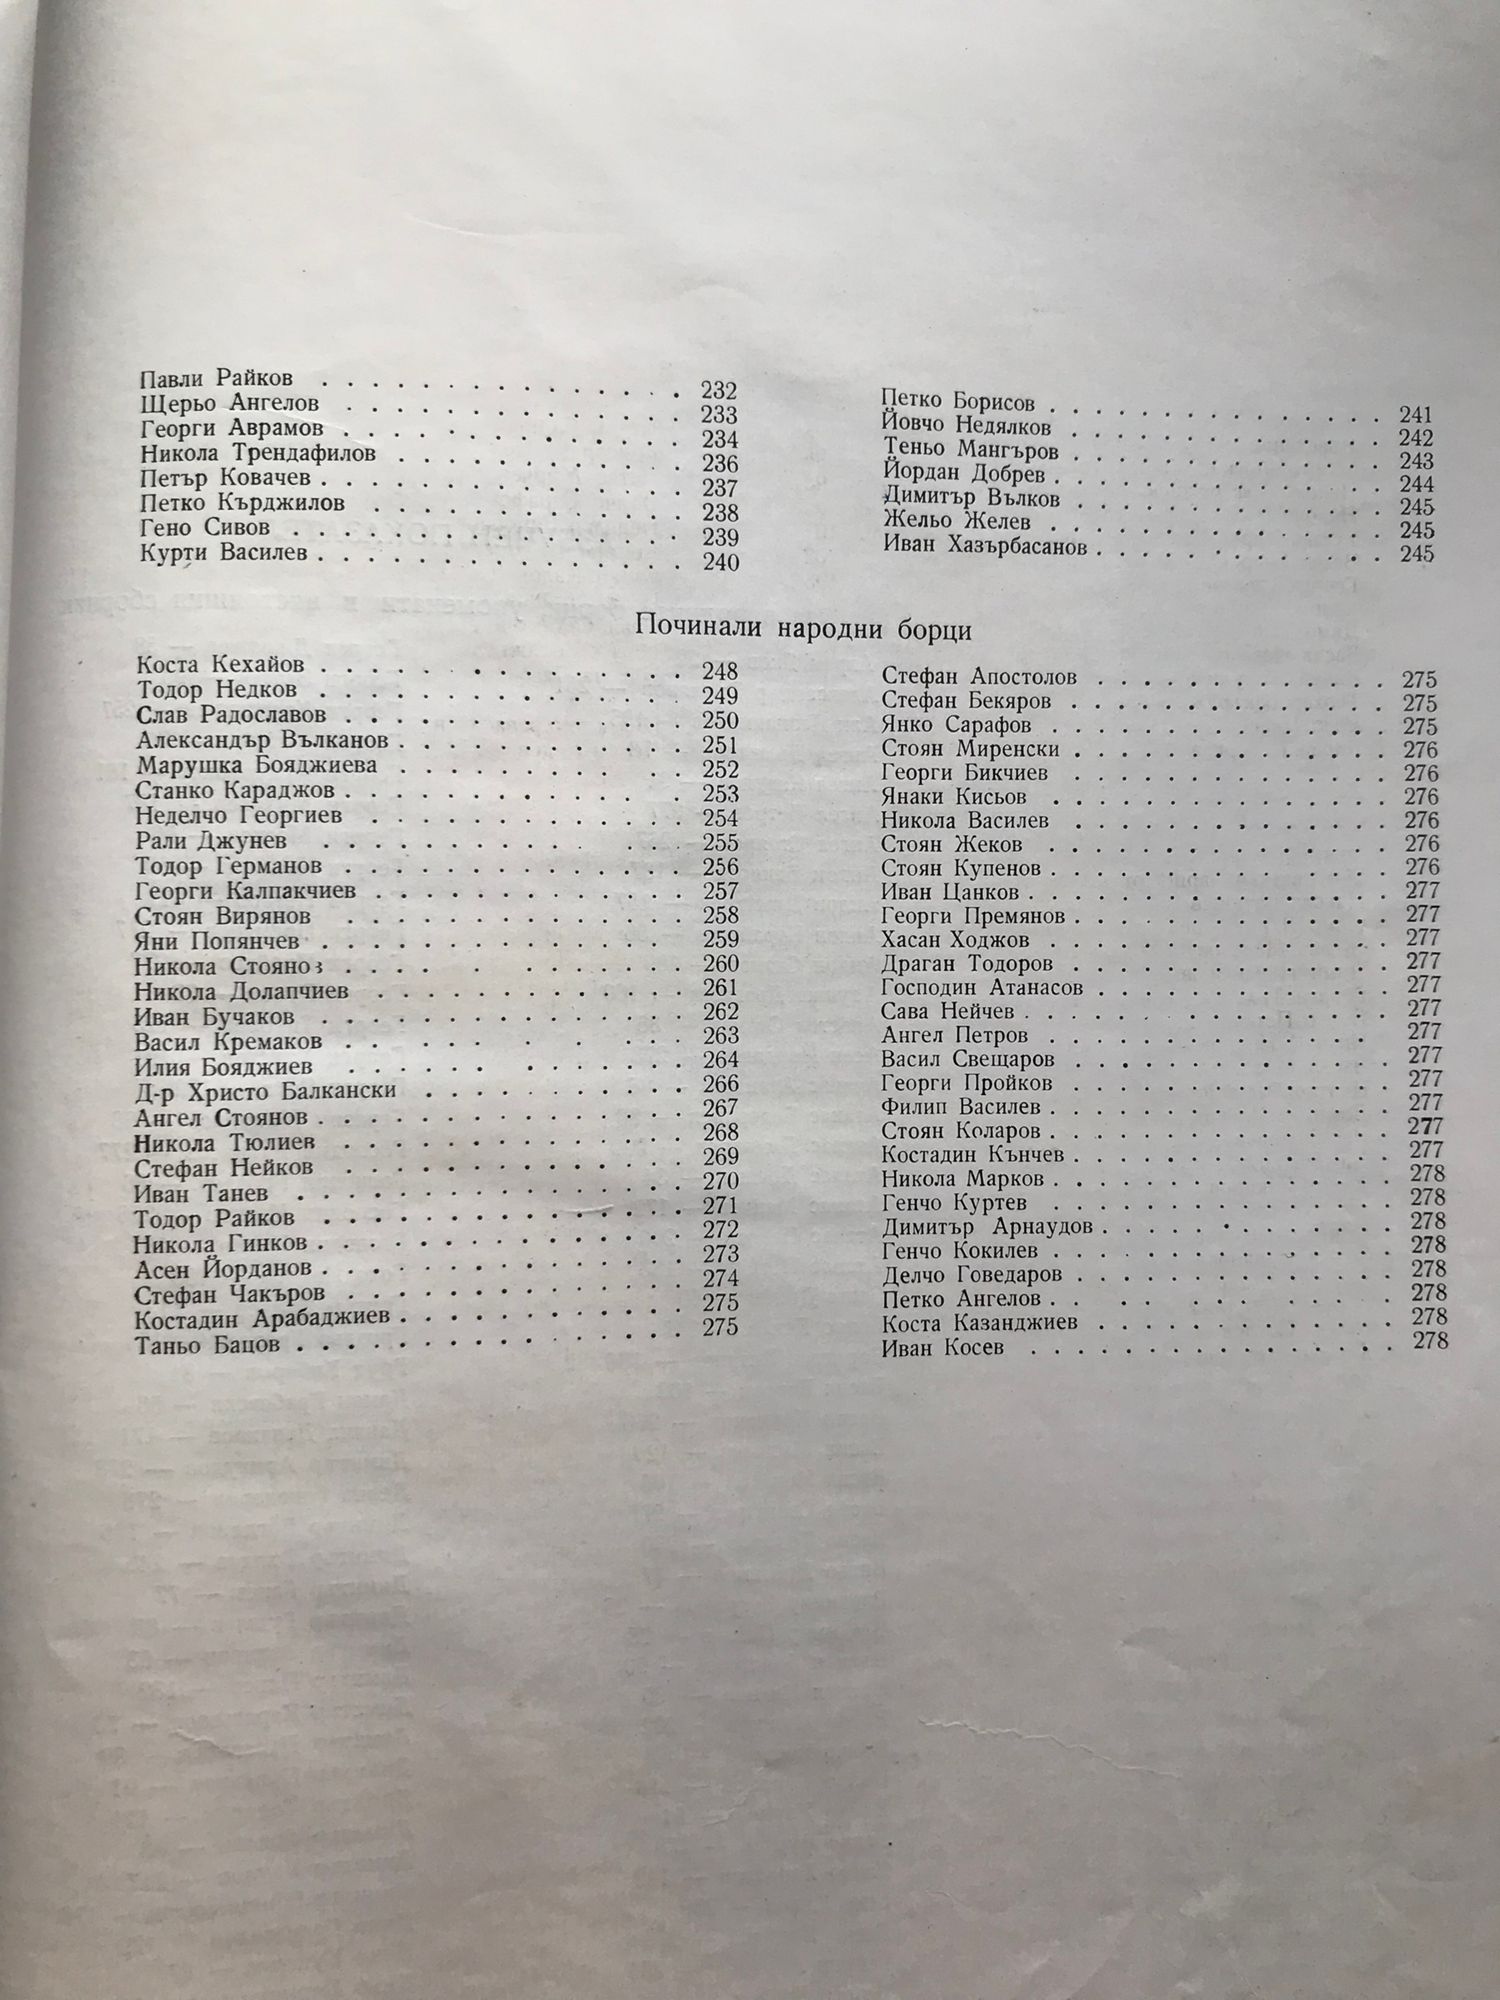 Павли Райков . . . . . . . . . . . . . . . 232
Щерьо Ангелов . . . . . . . . . . . . . . 233
Георги Аврамов . . . . . . . . . . . . . . 234
Никола Трендафилов . . . . . . . . . . . . 236
Петър Ковачев . . . . . . . . . . . . . . . 237
Петко Кърджилов . . . . . . . . . . . . . 238
Гено Сивов . . . . . . . . . . . . . . . . 239
Курти Василев . . . . . . . . . . . . . . . 240
Петко Борисов . . . . . . . . . . . . . . 241
Йовчо Недялков . . . . . . . . . . . . . 242
Теньо Мангъров . . . . . . . . . . . . . 243
Йордан Добрев . . . . . . . . . . . . . 244
Димитър Вълков . . . . . . . . . . . . . 245
Жельо Желев . . . . . . . . . . . . . . 245
Иван Хазърбасанов . . . . . . . . . . . . 245
Починали народни борци
Коста Кехайов . . . . . . . . . . . . . . . 248
Тодор Недков . . . . . . . . . . . . . . . 249
Слав Радославов . . . . . . . . . . . . . . 250
Александър Вълканов . . . . . . . . . . . . 251
Марушка Бояджиева . . . . . . . . . . . . 252
Станко Караджов . . . . . . . . . . . . . . 253
Неделчо Георгиев . . . . . . . . . . . . . 254
Рали Джунев . . . . . . . . . . . . . . . 255
Тодор Германов . . . . . . . . . . . . . . 256
Георги Калпакчиев . . . . . . . . . . . . . 257
Стоян Вирянов . . . . . . . . . . . . . . 258
Яни Попянчев . . . . . . . . . . . . . . . 259
Никола Стоянов . . . . . . . . . . . . . . 260
Никола Долапчиев . . . . . . . . . . . . . 261
Иван Бучаков . . . . . . . . . . . . . . . 262
Васил Кремаков . . . . . . . . . . . . . . 263
Илия Бояджиев . . . . . . . . . . . . . . 264
Д-р Христо Балкански . . . . . . . . . . . 266
Ангел Стоянов . . . . . . . . . . . . . . . 267
Никола Тюлиев . . . . . . . . . . . . . . 268
Стефан Нейков . . . . . . . . . . . . . . 269
Иван Танев . . . . . . . . . . . . . . . . 270
Тодор Райков . . . . . . . . . . . . . . . 271
Никола Гинков . . . . . . . . . . . . . . . 272
Асен Йорданов . . . . . . . . . . . . . . . 273
Стефан Чакъров . . . . . . . . . . . . . . 274
Костадин Арабаджиев . . . . . . . . . . . . 275
Таньо Бацов . . . . . . . . . . . . . . . . 275
Стефан Апостолов . . . . . . . . . . . . . 275
Стефан Бекяров . . . . . . . . . . . . . . 275
Янко Сарафов . . . . . . . . . . . . . . . 275
Стоян Миренски . . . . . . . . . . . . . . 276
Георги Бикчиев . . . . . . . . . . . . . . 276
Янаки Кисьов . . . . . . . . . . . . . . . 276
Никола Василев . . . . . . . . . . . . . . 276
Стоян Жеков . . . . . . . . . . . . . . . 276
Стоян Купенов . . . . . . . . . . . . . . . 276
Иван Цанков . . . . . . . . . . . . . . . 277
Георги Премянов . . . . . . . . . . . . . . 277
Хасан Ходжов . . . . . . . . . . . . . . . 277
Драган Тодоров . . . . . . . . . . . . . . 277
Господин Атанасов . . . . . . . . . . . . . 277
Сава Нейчев . . . . . . . . . . . . . . . . 277
Ангел Петров . . . . . . . . . . . . . . 277
Васил Свещаров . . . . . . . . . . . . . . 277
Георги Пройков . . . . . . . . . . . . . . 277
Филип Василев . . . . . . . . . . . . . . . 277
Стоян Коларов . . . . . . . . . . . . . . . 277
Костадин Кънчев . . . . . . . . . . . . . . 277
Никола Марков . . . . . . . . . . . . . . . 278
Генчо Куртев . . . . . . . . . . . . . . . 278
Димитър Арнаудов . . . . . . . . . . . . . 278
Генчо Кокилев . . . . . . . . . . . . . . . 278
Делчо Говедаров . . . . . . . . . . . . . . 278
Петко Ангелов . . . . . . . . . . . . . . . 278
Коста Казанджиев . . . . . . . . . . . . . 278
Иван Косев . . . . . . . . . . . . . . . . 278